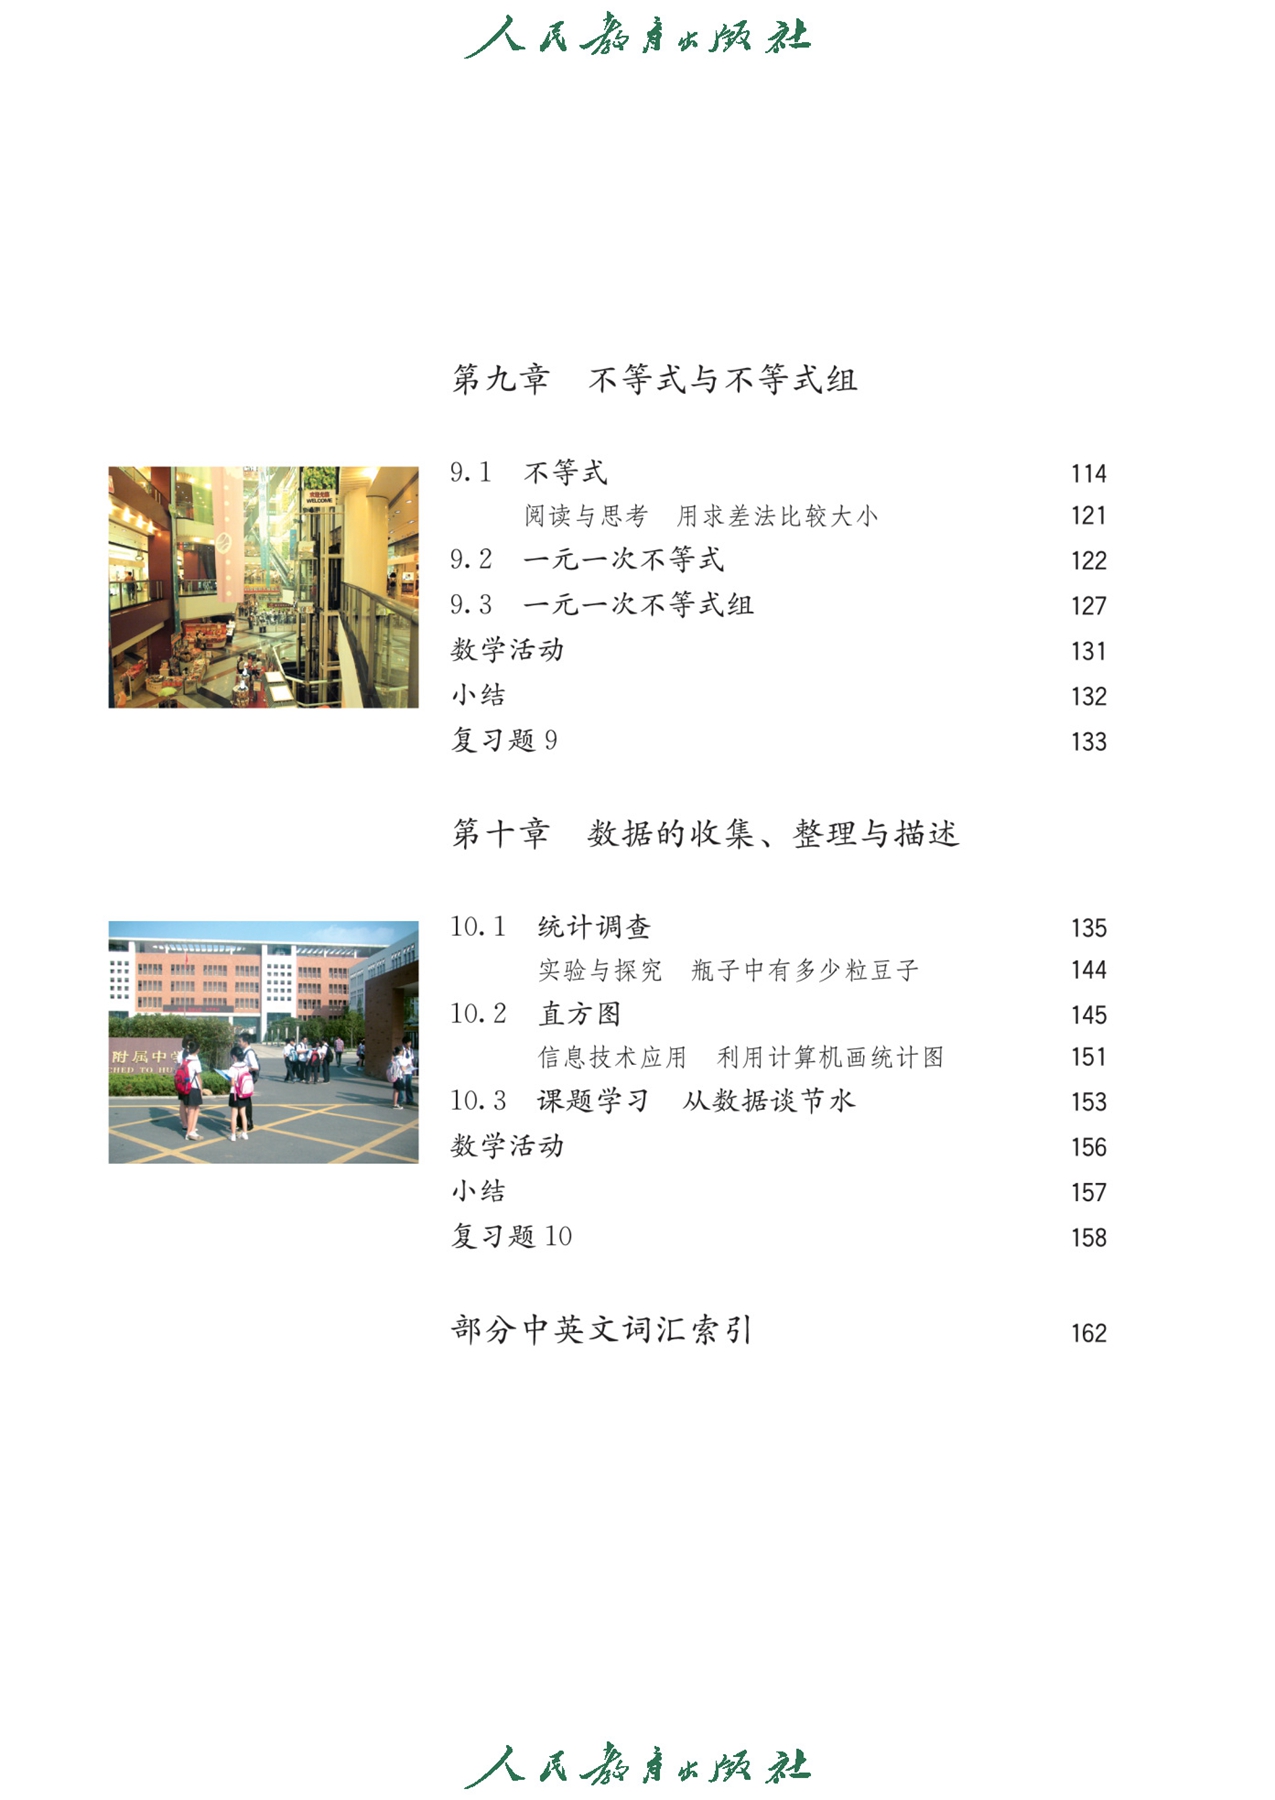 人民教育出版社
第九章 不等式与不等式组
9.1 不等式 114
阅读与思考 用求差法比较大小 121
9.2 一元一次不等式 122
9.3 一元一次不等式组 127
数学活动 131
小结 132
复习题 9 133
欢迎光临
WELCOME
第十章 数据的收集、整理与描述
10.1 统计调查 135
实验与探究 瓶子中有多少粒豆子 144
10.2 直方图 145
信息技术应用 利用计算机画统计图 151
10.3 课题学习 从数据谈节水 153
数学活动 156
小结 157
复习题 10 158
附属中
CHED TO HU
部分中英文词汇索引 162
人民教育出版社